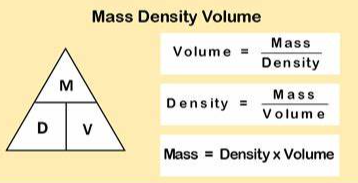 Mass Density Volume
M
D V
Volume = Mass
Density
Density = Mass
Volume
Mass = Density x Volume